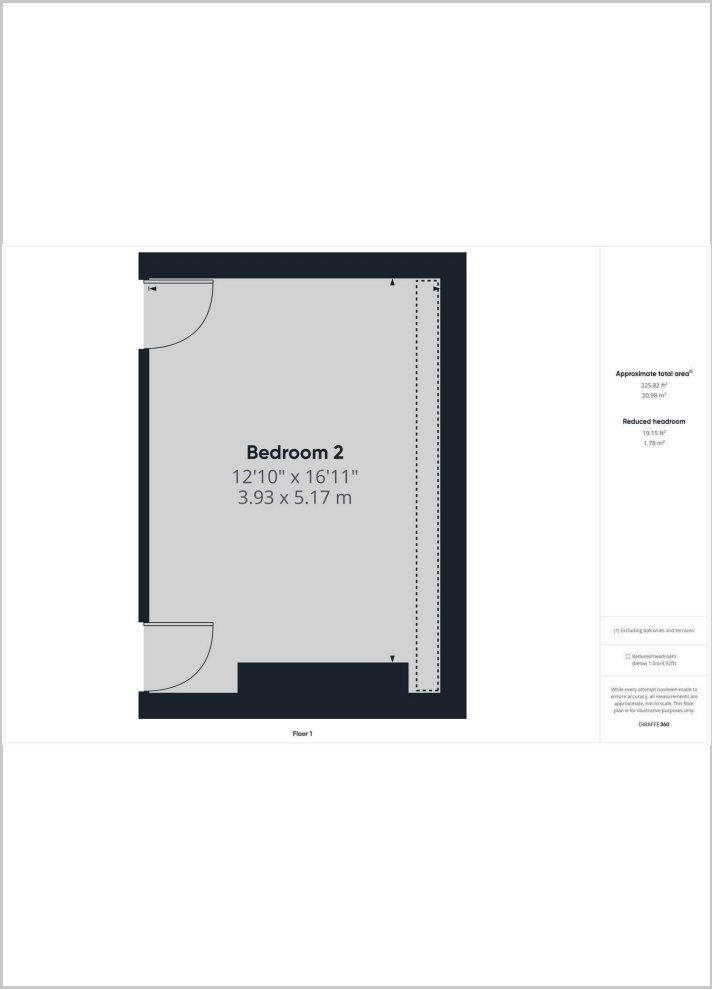 Bedroom 2
12'10" x 16'11"
3.93 x 5.17 m
Floor 1
Approximate total area⁽¹⁾
225.82 ft²
20.98 m²
Reduced headroom
19.15 ft²
1.78 m²
(1) Excluding balconies and terraces
Reduced headroom
(below 1.5m/4.92ft)
While every attempt has been made to
ensure accuracy, all measurements are
approximate, not to scale. This floor
plan is for illustrative purposes only.
GIRAFFE360